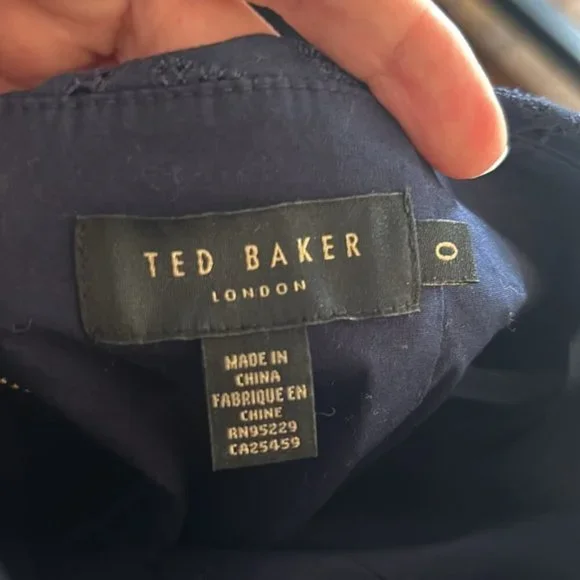 TED BAKER
LONDON
0
MADE IN
CHINA
FABRIQUE EN
CHINE
RN95229
CA25459